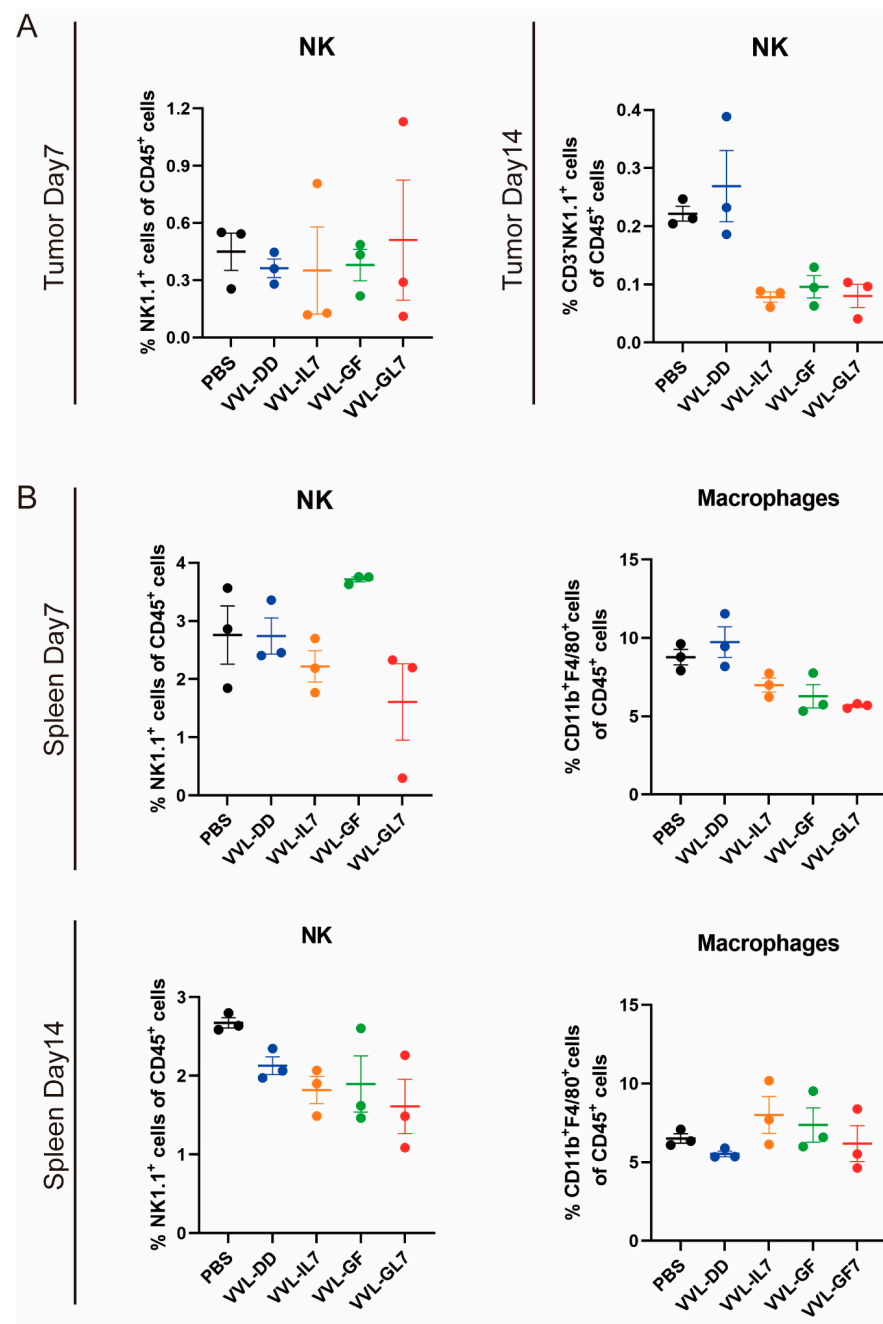 A
Tumor Day7
NK
% NK1.1⁺ cells of CD45⁺ cells
1.2
0.9
0.6
0.3
0.0
PBS
VVL-DD
VVL-IL7
VVL-GF
VVL-GL7
Tumor Day14
NK
% CD3⁻NK1.1⁺ cells
of CD45⁺ cells
0.4
0.3
0.2
0.1
0.0
PBS
VVL-DD
VVL-IL7
VVL-GF
VVL-GL7
B
Spleen Day7
NK
% NK1.1⁺ cells of CD45⁺ cells
4
3
2
1
0
PBS
VVL-DD
VVL-IL7
VVL-GF
VVL-GL7
Macrophages
% CD11b⁺F4/80⁺cells
of CD45⁺ cells
15
10
5
0
PBS
VVL-DD
VVL-IL7
VVL-GF
VVL-GL7
Spleen Day14
NK
% NK1.1⁺ cells of CD45⁺ cells
3
2
1
0
PBS
VVL-DD
VVL-IL7
VVL-GF
VVL-GL7
Macrophages
% CD11b⁺F4/80⁺cells
of CD45⁺ cells
15
10
5
0
PBS
VVL-DD
VVL-IL7
VVL-GF
VVL-GF7